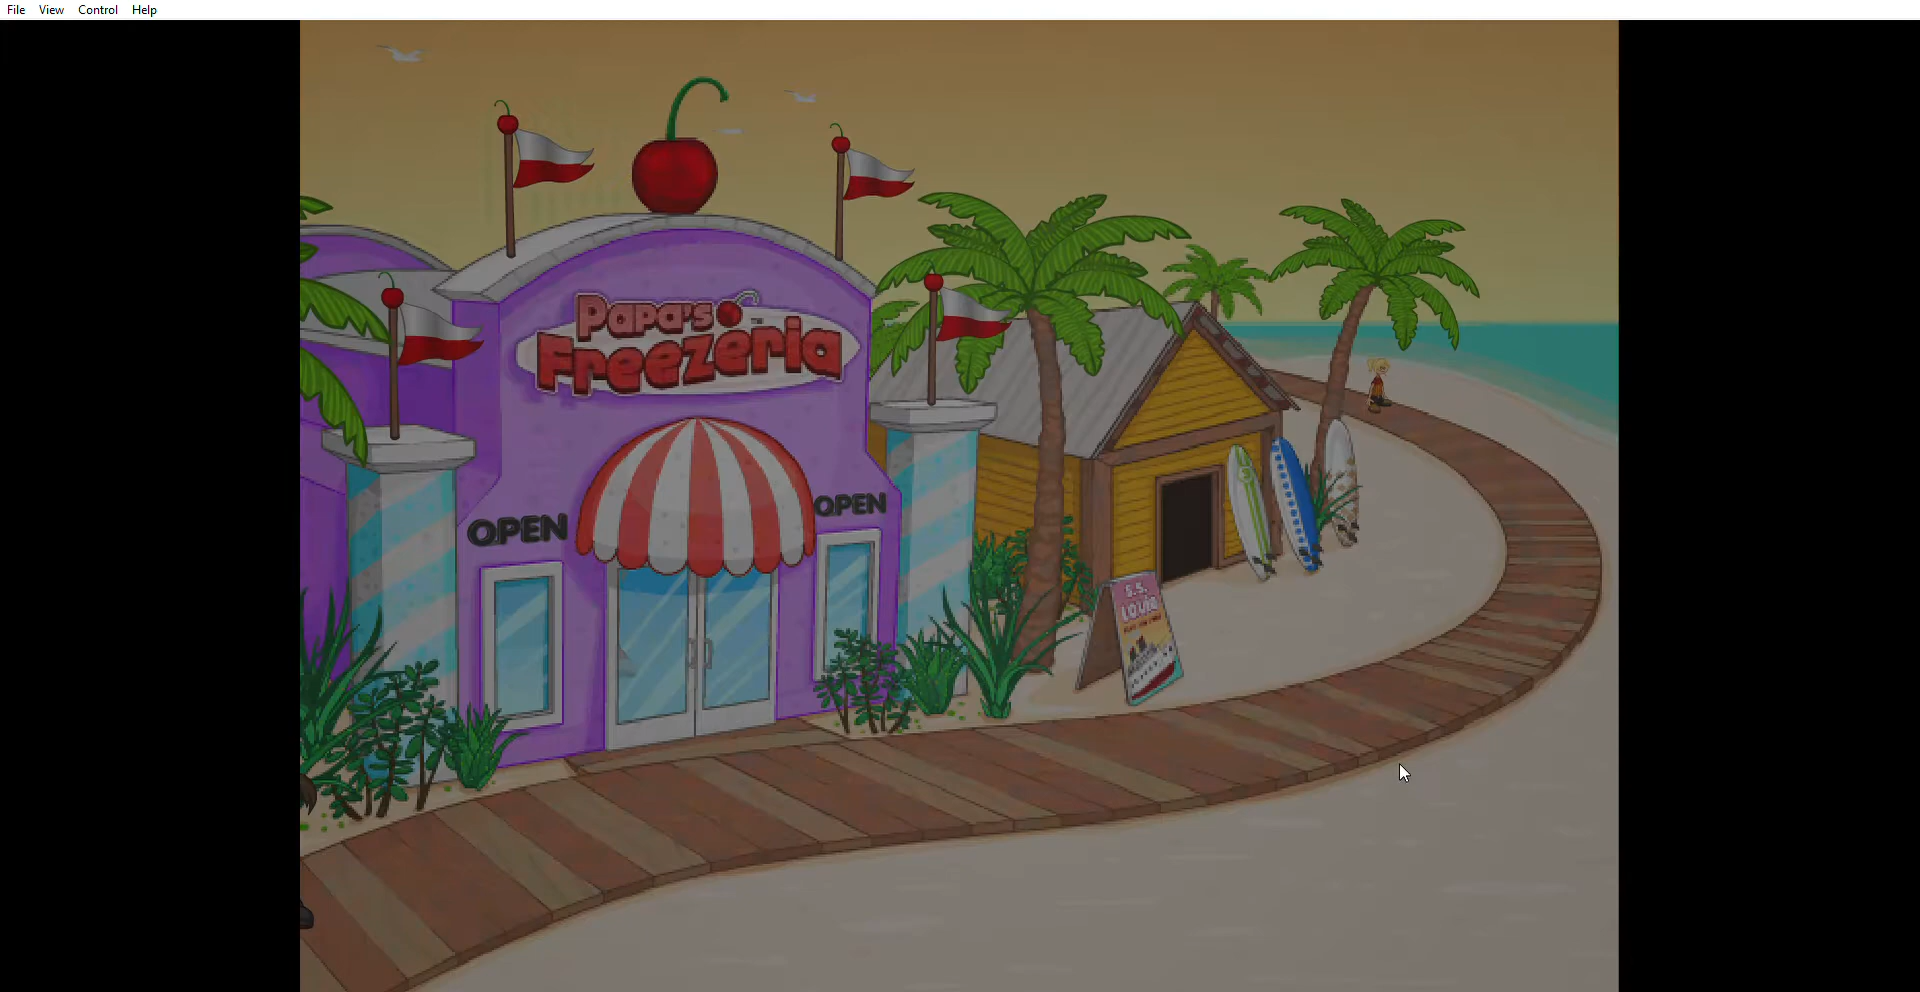 File View Control Help
Papa's
Freezeria
OPEN
OPEN
S.S.
Louie